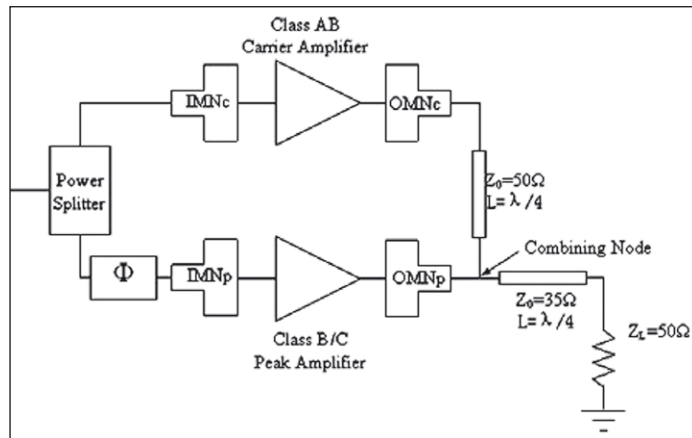 Class AB
Carrier Amplifier
IMNc
OMNc
Power
Splitter
Z₀=50Ω
L=λ/4
Combining Node
Φ
IMNp
OMNp
Z₀=35Ω
L=λ/4
Class B/C
Peak Amplifier
Z_L=50Ω